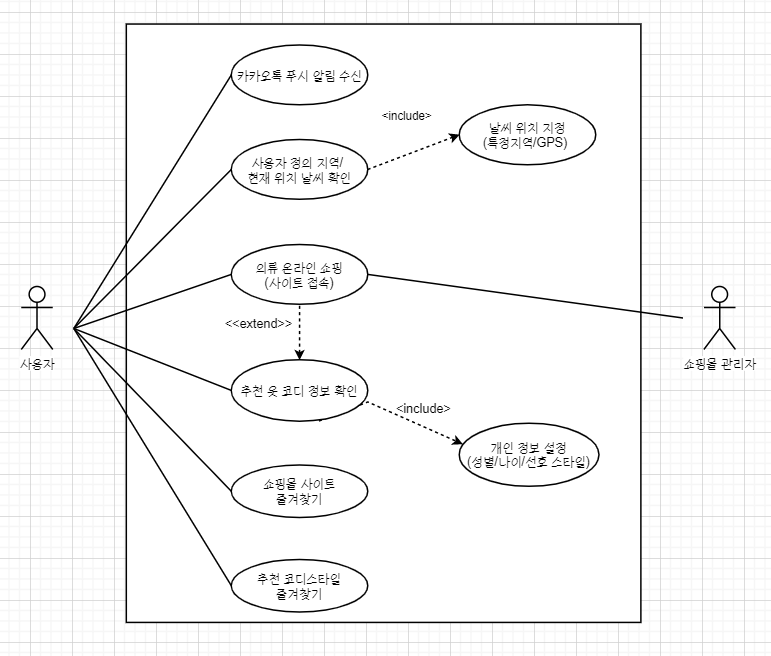 카카오톡 푸시 알림 수신
<include>
날씨 위치 지정
(특정지역/GPS)
사용자 정의 지역/
현재 위치 날씨 확인
의류 온라인 쇼핑
(사이트 접속)
<<extend>>
사용자
쇼핑몰 관리자
추천 옷 코디 정보 확인
<include>
개인 정보 설정
(성별/나이/선호 스타일)
쇼핑몰 사이트
즐겨찾기
추천 코디스타일
즐겨찾기